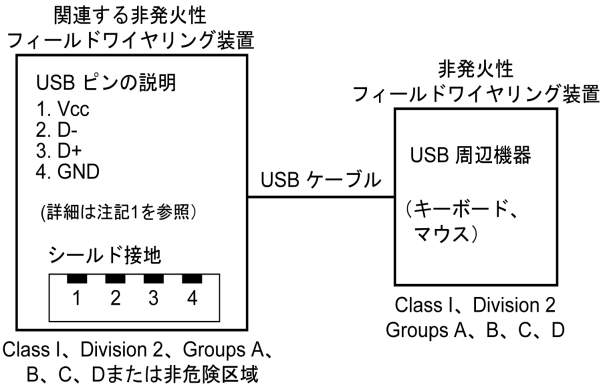 関連する非発火性
フィールドワイヤリング装置
USB ピンの説明
1. Vcc
2. D-
3. D+
4. GND
(詳細は注記1を参照）
シールド接地
1 2 3 4
Class I、Division 2、Groups A、
B、C、Dまたは非危険区域
USB ケーブル
非発火性
フィールドワイヤリング装置
USB 周辺機器
（キーボード、
マウス）
Class I、Division 2
Groups A、B、C、D